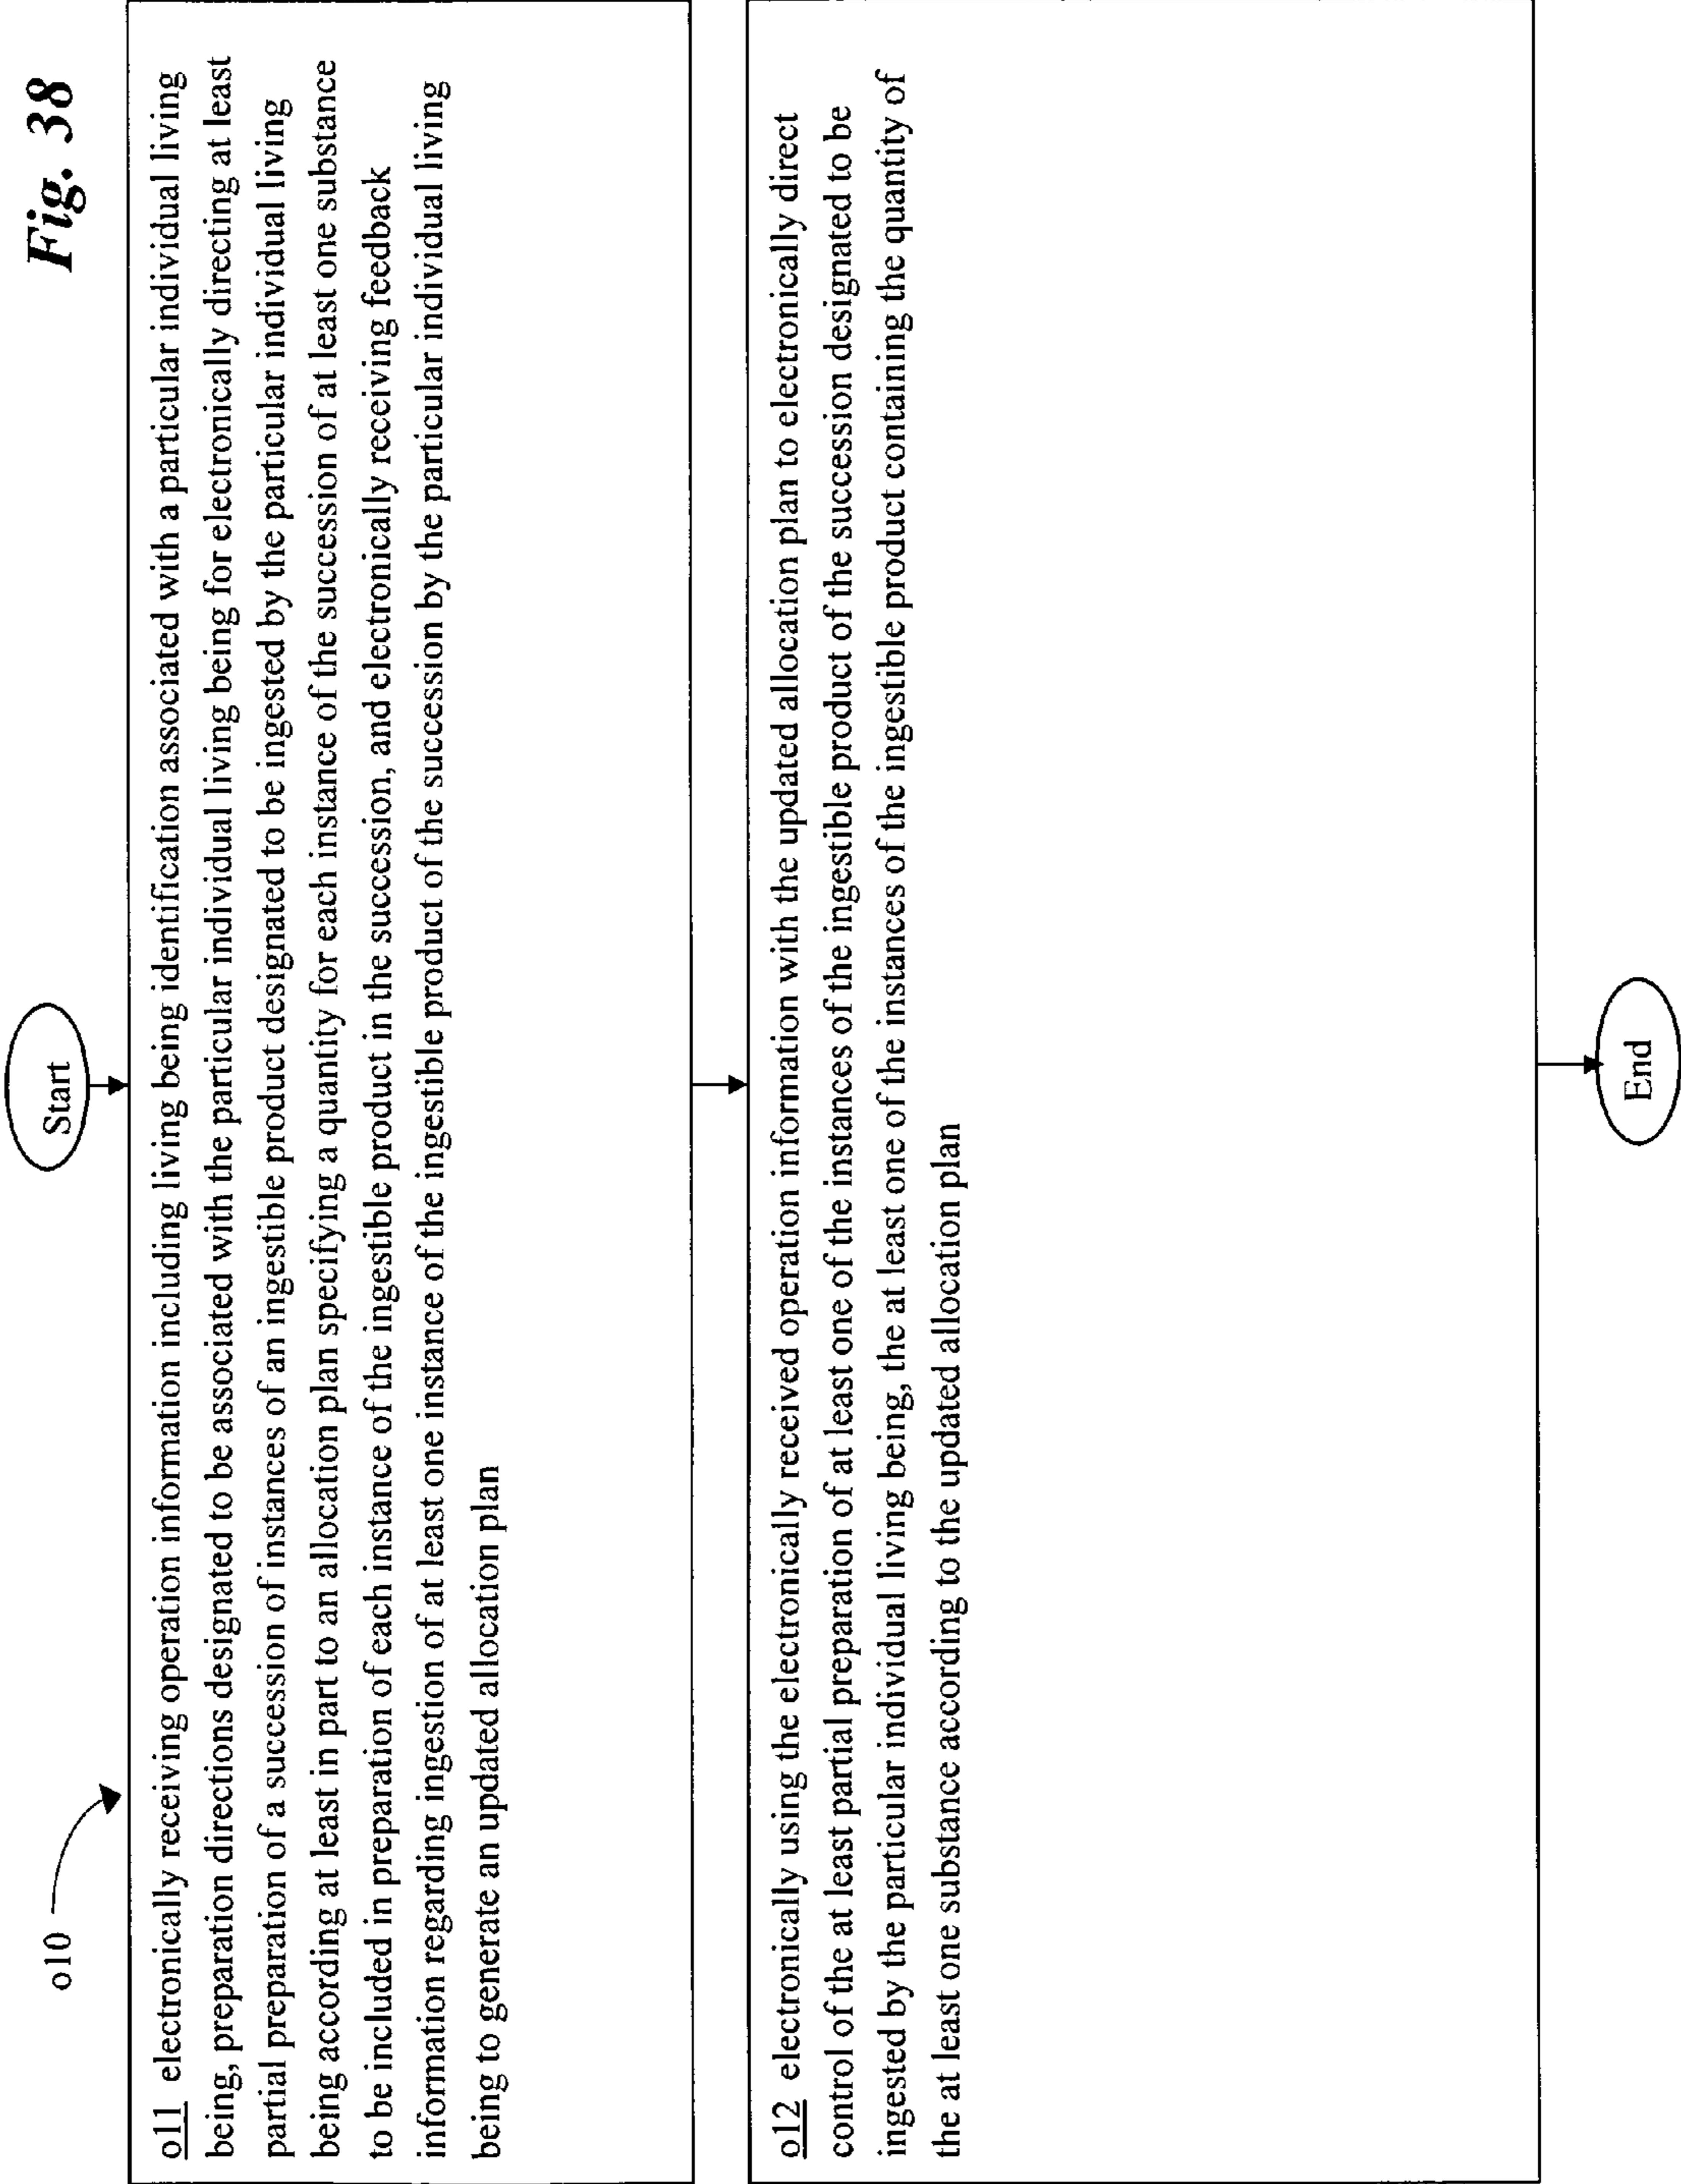 Fig. 38
Start
o10
o11 electronically receiving operation information including living being identification associated with a particular individual living
being, preparation directions designated to be associated with the particular individual living being for electronically directing at least
partial preparation of a succession of instances of an ingestible product designated to be ingested by the particular individual living
being according at least in part to an allocation plan specifying a quantity for each instance of the succession of at least one substance
to be included in preparation of each instance of the ingestible product in the succession, and electronically receiving feedback
information regarding ingestion of at least one instance of the ingestible product of the succession by the particular individual living
being to generate an updated allocation plan
o12 electronically using the electronically received operation information with the updated allocation plan to electronically direct
control of the at least partial preparation of at least one of the instances of the ingestible product of the succession designated to be
ingested by the particular individual living being, the at least one of the instances of the ingestible product containing the quantity of
the at least one substance according to the updated allocation plan
End